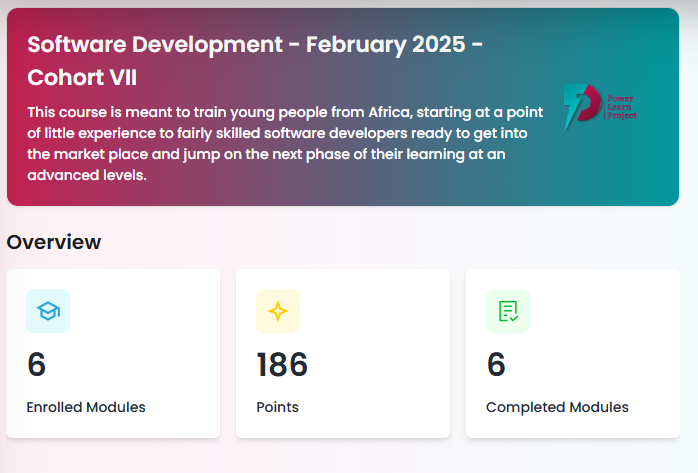 Software Development - February 2025 -
Cohort VII
This course is meant to train young people from Africa, starting at a point
of little experience to fairly skilled software developers ready to get into
the market place and jump on the next phase of their learning at an
advanced levels.
Power
Learn
Project
Overview
6
Enrolled Modules
186
Points
6
Completed Modules